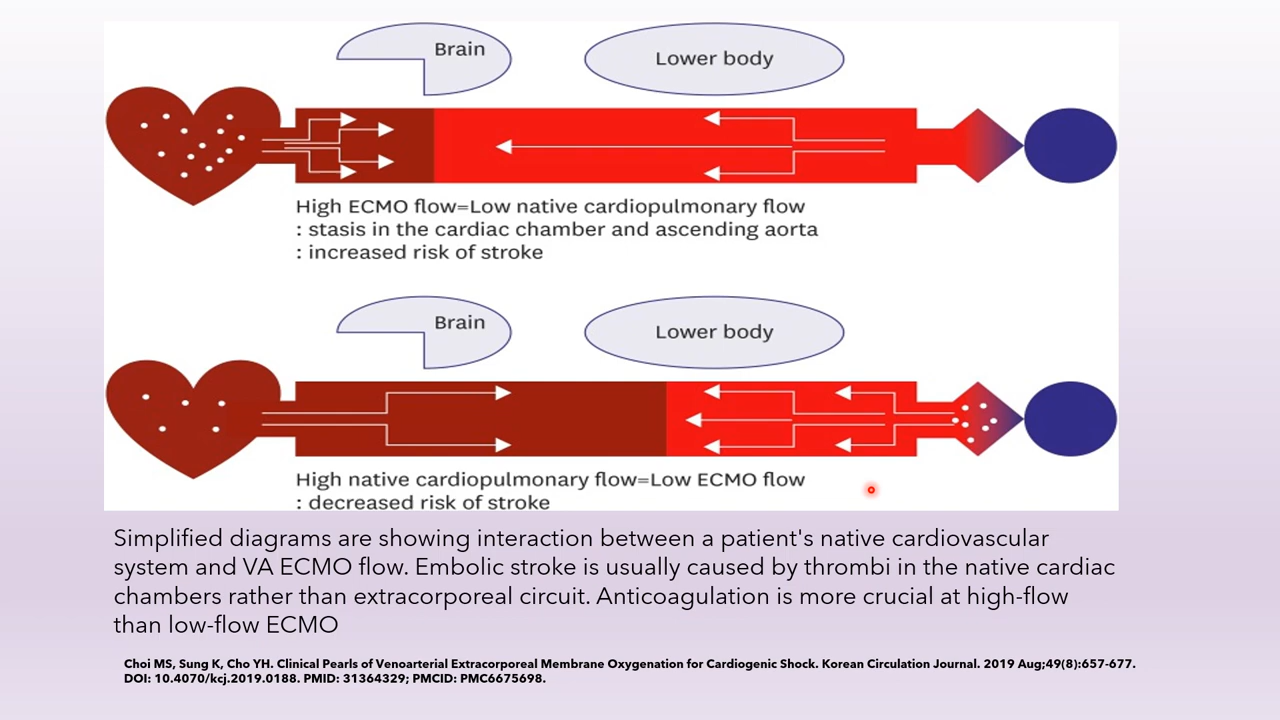 Brain
Lower body
High ECMO flow=Low native cardiopulmonary flow
: stasis in the cardiac chamber and ascending aorta
: increased risk of stroke
Brain
Lower body
High native cardiopulmonary flow=Low ECMO flow
: decreased risk of stroke
Simplified diagrams are showing interaction between a patient's native cardiovascular
system and VA ECMO flow. Embolic stroke is usually caused by thrombi in the native cardiac
chambers rather than extracorporeal circuit. Anticoagulation is more crucial at high-flow
than low-flow ECMO
Choi MS, Sung K, Cho YH. Clinical Pearls of Venoarterial Extracorporeal Membrane Oxygenation for Cardiogenic Shock. Korean Circulation Journal. 2019 Aug;49(8):657-677.
DOI: 10.4070/kcj.2019.0188. PMID: 31364329; PMCID: PMC6675698.